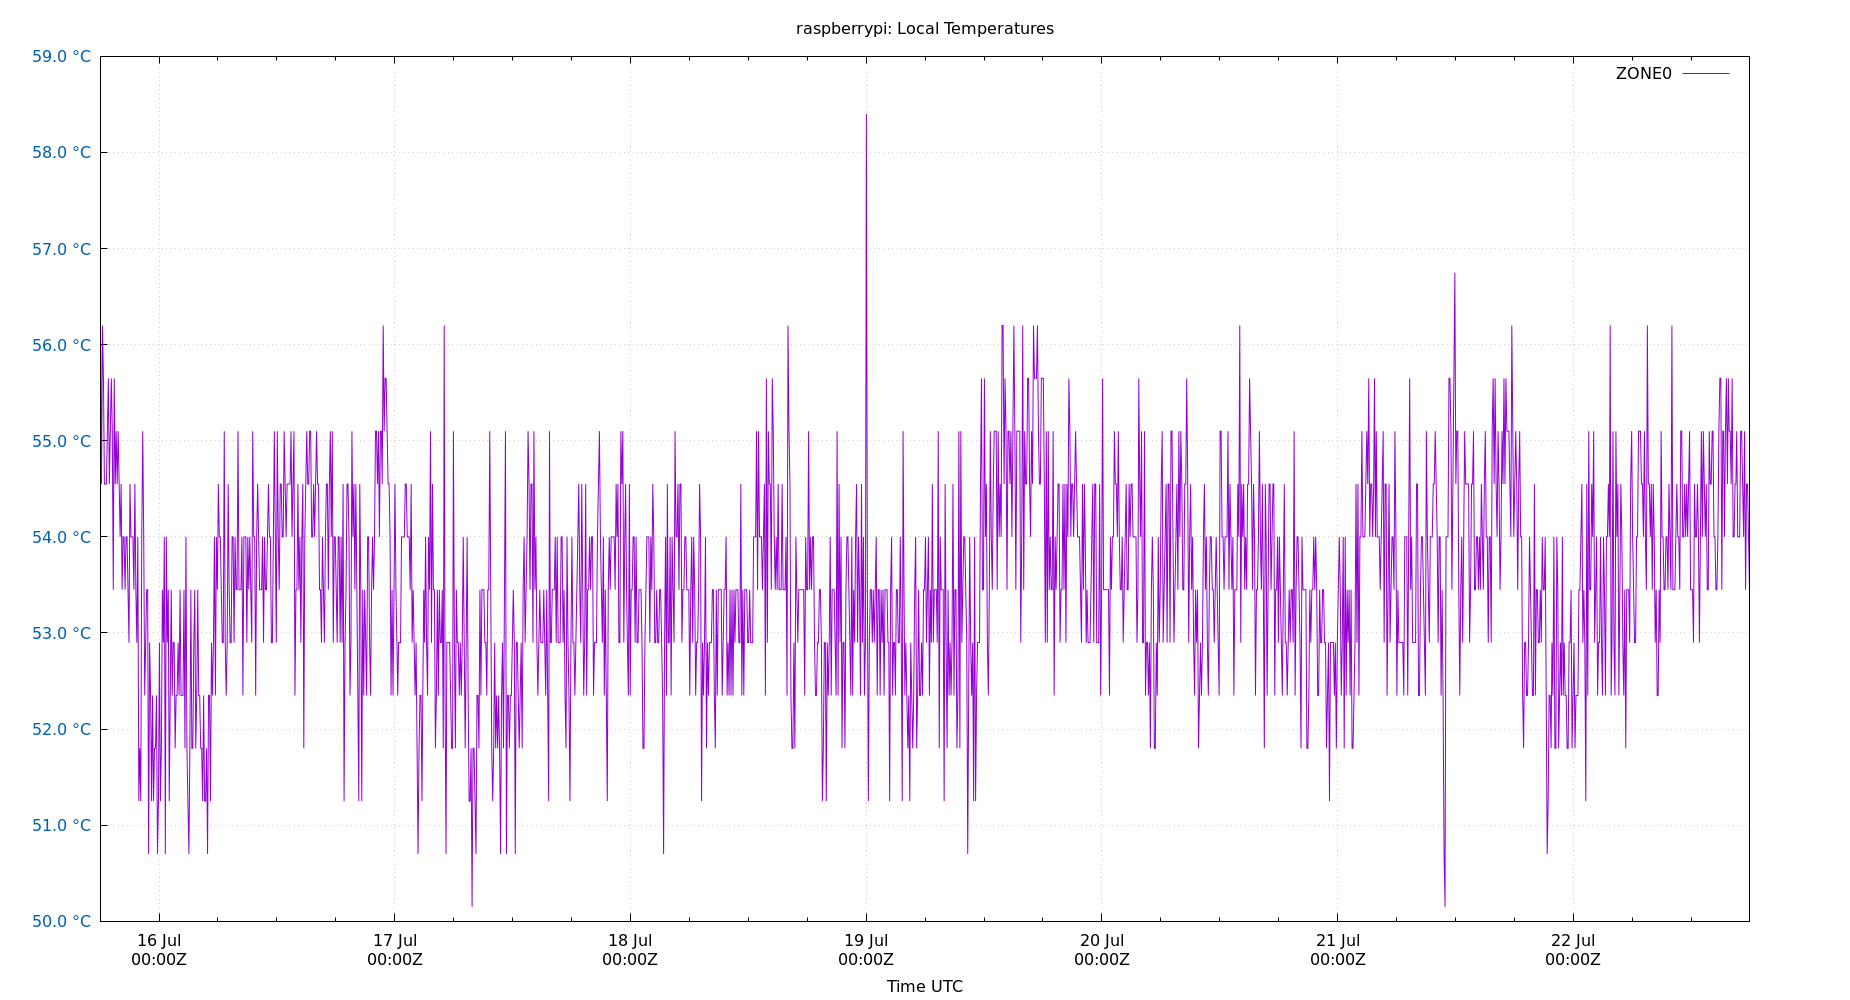 raspberrypi: Local Temperatures
59.0 °C
ZONE0
58.0 °C
57.0 °C
56.0 °C
55.0 °C
54.0 °C
53.0 °C
52.0 °C
51.0 °C
50.0 °C
16 Jul 17 Jul 18 Jul 19 Jul 20 Jul 21 Jul 22 Jul
00:00Z 00:00Z 00:00Z 00:00Z 00:00Z 00:00Z 00:00Z
Time UTC